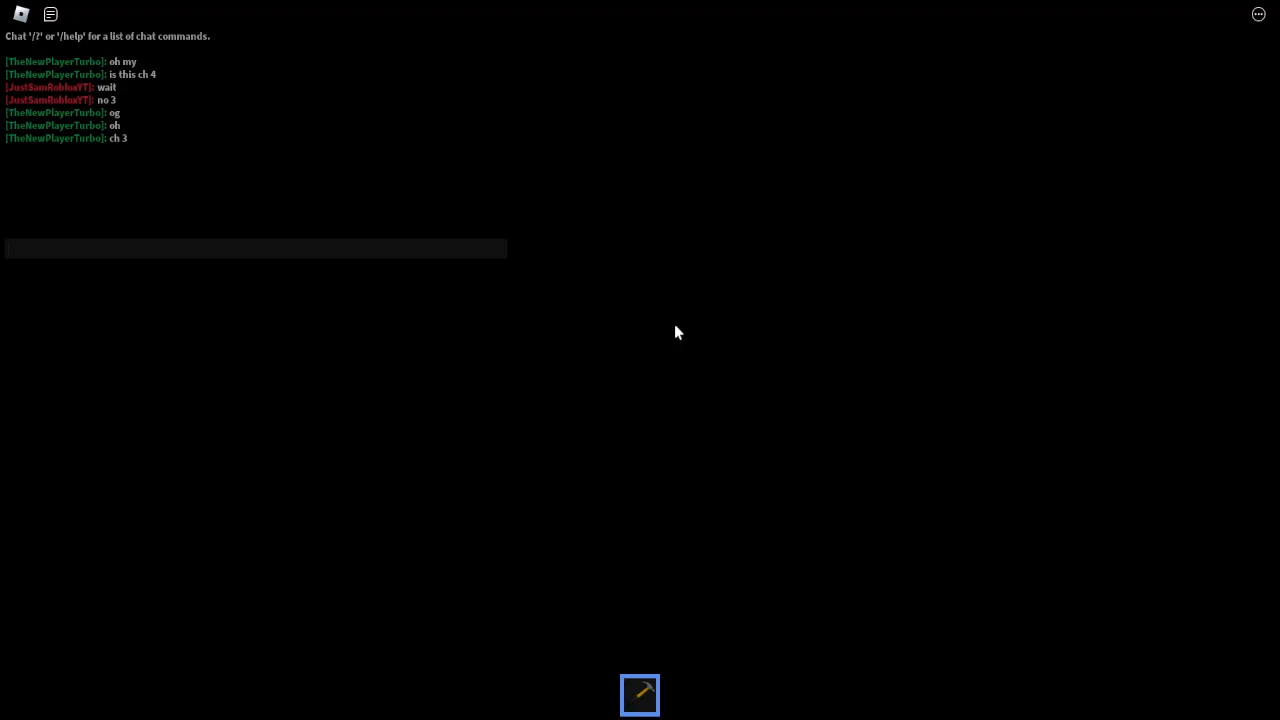 Chat '/?' or '/help' for a list of chat commands.
[TheNewPlayerTurbo]: oh my
[TheNewPlayerTurbo]: is this ch 4
[JustSamRobloxYT]: wait
[JustSamRobloxYT]: no 3
[TheNewPlayerTurbo]: og
[TheNewPlayerTurbo]: oh
[TheNewPlayerTurbo]: ch 3